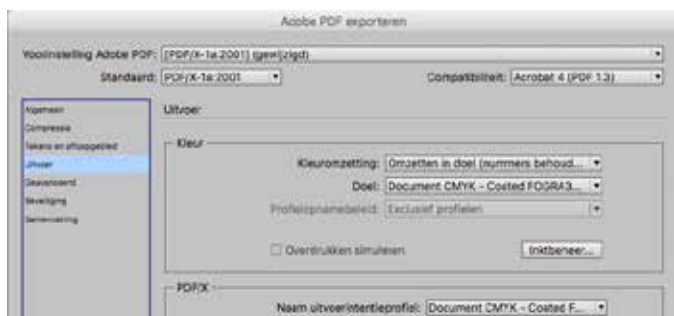 Adobe PDF exporteren
Voorinstelling Adobe PDF: [PDF/X-1a:2001] (gewijzigd)
Standaard: PDF/X-1a:2001 Compatibiliteit: Acrobat 4 (PDF 1.3)
Algemeen
Compressie
Tekens en afloopgebied
Uitvoer
Geavanceerd
Beveiliging
Samenvatting
Uitvoer
Kleur
Kleuromzetting: Omzetten in doel (nummers behoud...
Doel: Document CMYK - Coated FOGRA3...
Profielopnamebeleid: Exclusief profielen
Overdrukken simuleren Inktbeheer...
PDF/X
Naam uitvoerintentieprofiel: Document CMYK - Coated F...